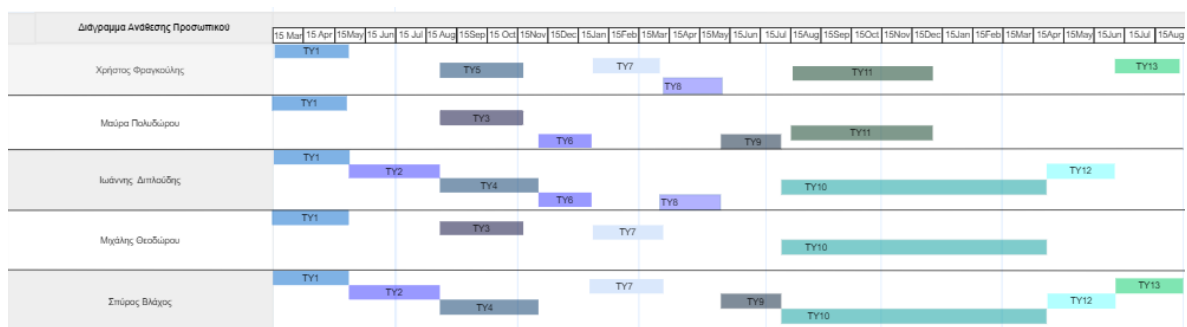 Διάγραμμα Ανάθεσης Προσωπικού
15 Mar 15 Apr 15May 15 Jun 15 Jul 15 Aug 15Sep 15 Oct 15Nov 15Dec 15Jan 15Feb 15Mar 15Apr 15May 15Jun 15Jul 15Aug 15Sep 15Oct 15Nov 15Dec 15Jan 15Feb 15Mar 15Apr 15May 15Jun 15Jul 15Aug
TY1
Χρήστος Φραγκούλης
TY5 TY7 TY11 TY13
TY8
TY1
Μαύρα Πολυδώρου
TY3 TY11
TY6 TY9
TY1
Ιωάννης Διπλούδης
TY2 TY12
TY4 TY10
TY6 TY8
TY1
Μιχάλης Θεοδώρου
TY3 TY7
TY10
TY1
Σπύρος Βλάχος
TY2 TY7 TY13
TY4 TY9 TY12
TY10